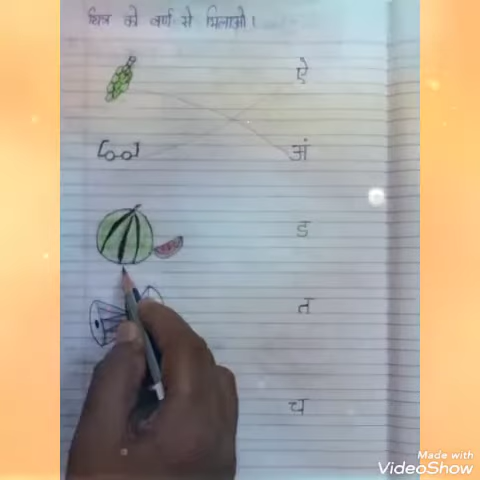 चित्र को वर्ण से मिलाओ।
ऐ
अं
ड
त
च
Made with
VideoShow